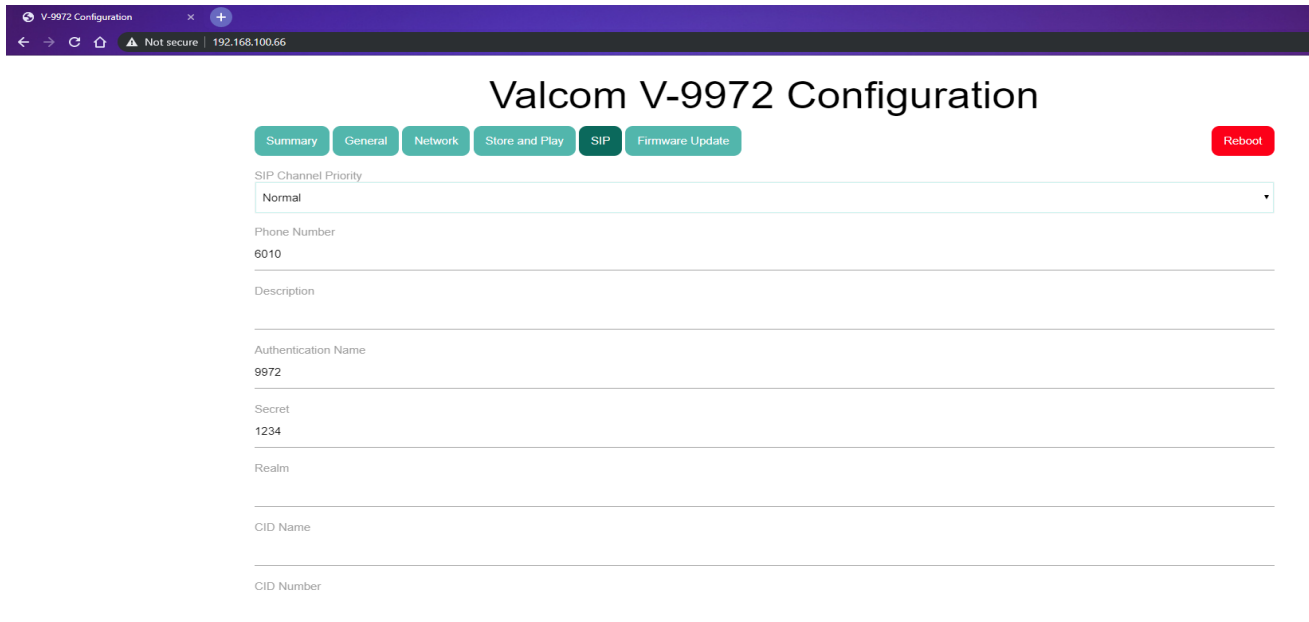 V-9972 Configuration
Not secure | 192.168.100.66
Valcom V-9972 Configuration
Summary General Network Store and Play SIP Firmware Update Reboot
SIP Channel Priority
Normal
Phone Number
6010
Description
Authentication Name
9972
Secret
1234
Realm
CID Name
CID Number